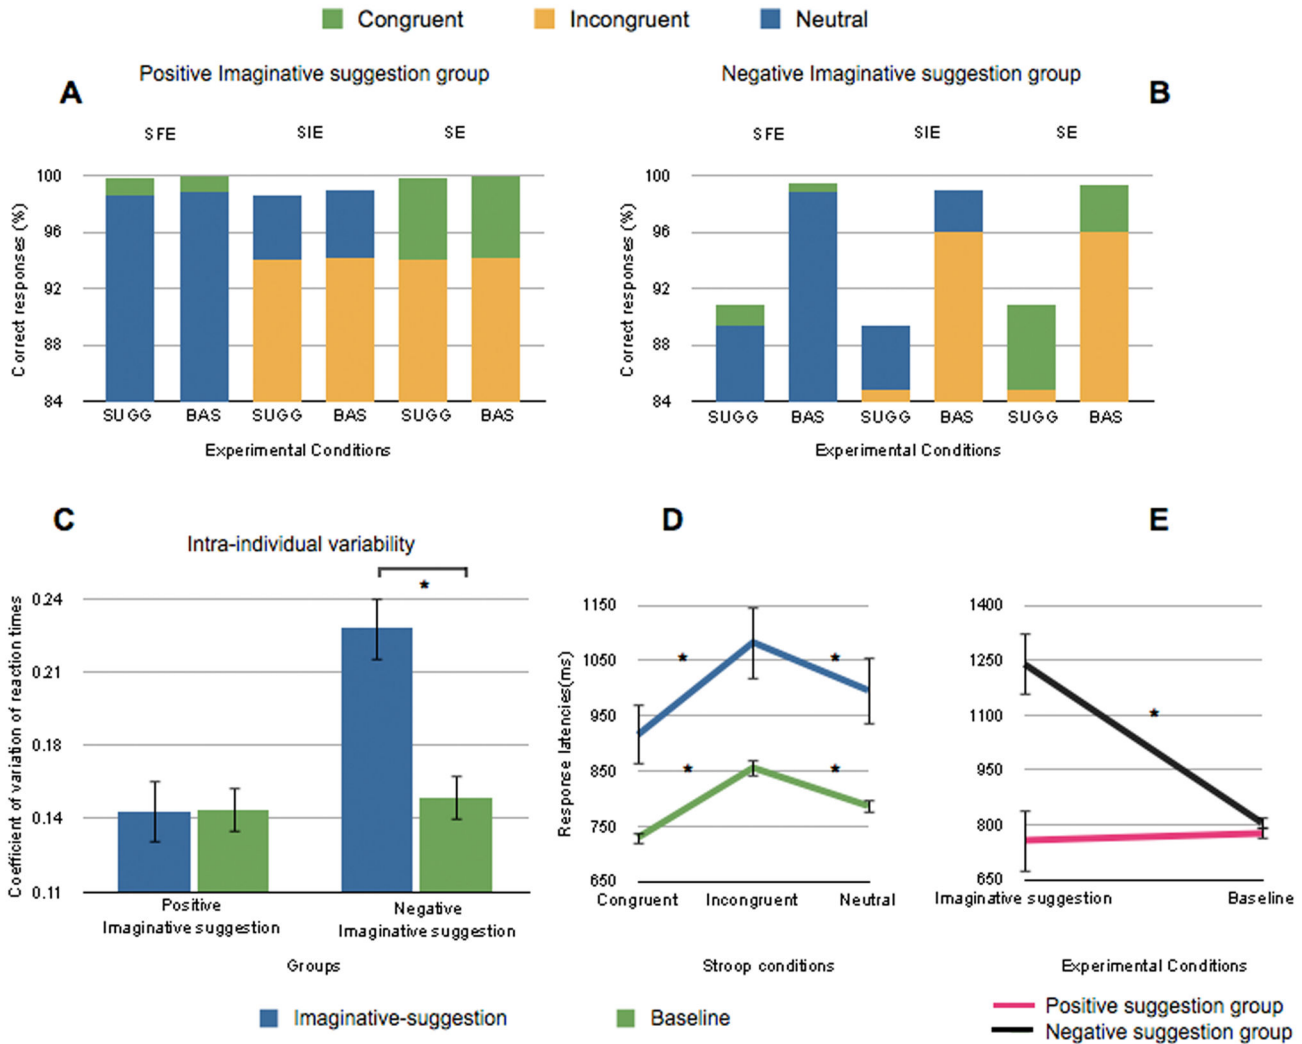 Congruent Incongruent Neutral
Positive Imaginative suggestion group
A
SFE SIE SE
Correct responses (%)
100
96
92
88
84
SUGG BAS SUGG BAS SUGG BAS
Experimental Conditions
Negative Imaginative suggestion group
B
SFE SIE SE
Correct responses (%)
100
96
92
88
84
SUGG BAS SUGG BAS SUGG BAS
Experimental Conditions
C
Intra-individual variability
*
Coefficient of variation of reaction times
0.24
0.21
0.18
0.14
0.11
Positive
Imaginative suggestion
Negative
Imaginative suggestion
Groups
D
Response latencies(ms)
1150
1050
950
850
750
650
* *
* *
Congruent Incongruent Neutral
Stroop conditions
Imaginative-suggestion Baseline
E
1400
1250
1100
950
800
650
*
Imaginative suggestion Baseline
Experimental Conditions
Positive suggestion group
Negative suggestion group